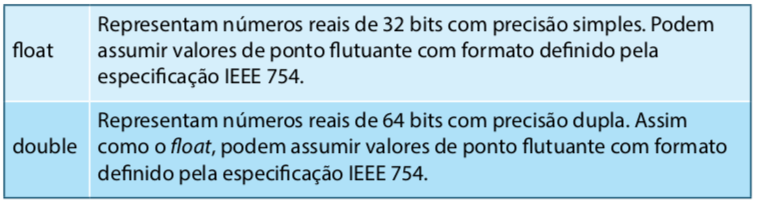 float
Representam números reais de 32 bits com precisão simples. Podem
assumir valores de ponto flutuante com formato definido pela
especificação IEEE 754.
double
Representam números reais de 64 bits com precisão dupla. Assim
como o float, podem assumir valores de ponto flutuante com formato
definido pela especificação IEEE 754.